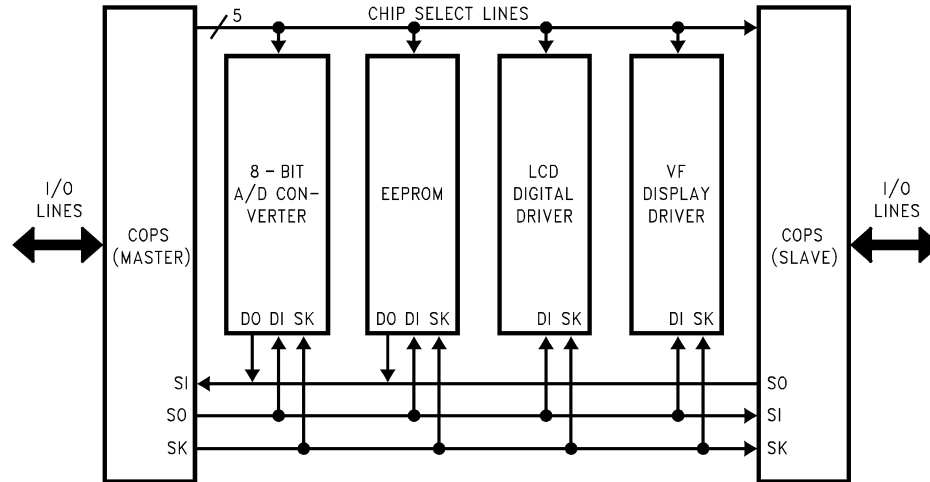 5
CHIP SELECT LINES
I/O
LINES
COPS
(MASTER)
8-BIT
A/D CON-
VERTER
EEPROM
LCD
DIGITAL
DRIVER
VF
DISPLAY
DRIVER
COPS
(SLAVE)
I/O
LINES
DO DI SK
DO DI SK
DI SK
DI SK
SI
SO
SO
SI
SK
SK